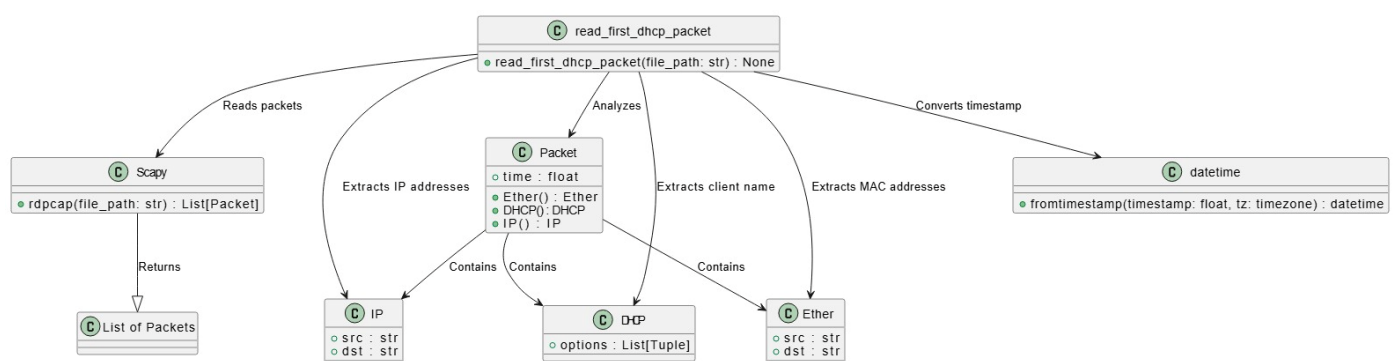 C read_first_dhcp_packet
read_first_dhcp_packet(file_path: str) : None
Reads packets
Analyzes
Converts timestamp
C Scapy
rdpcap(file_path: str) : List[Packet]
Extracts IP addresses
C Packet
time : float
Ether() : Ether
DHCP() : DHCP
IP() : IP
Extracts client name
Extracts MAC addresses
C datetime
fromtimestamp(timestamp: float, tz: timezone) : datetime
Returns
Contains
Contains
Contains
C List of Packets
C IP
src : str
dst : str
C DHCP
options : List[Tuple]
C Ether
src : str
dst : str